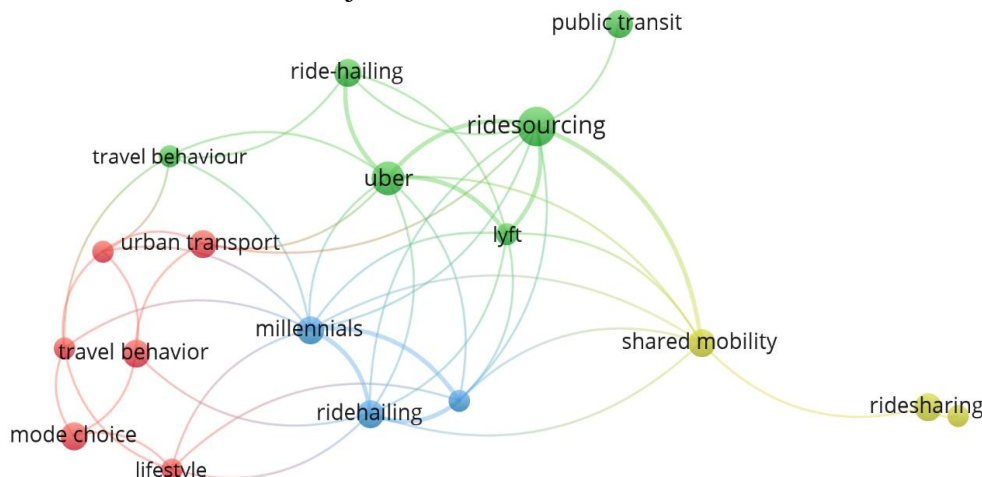 public transit
ride-hailing
ridesourcing
travel behaviour
uber
lyft
urban transport
millennials
shared mobility
travel behavior
ridehailing
ridesharing
mode choice
lifestyle